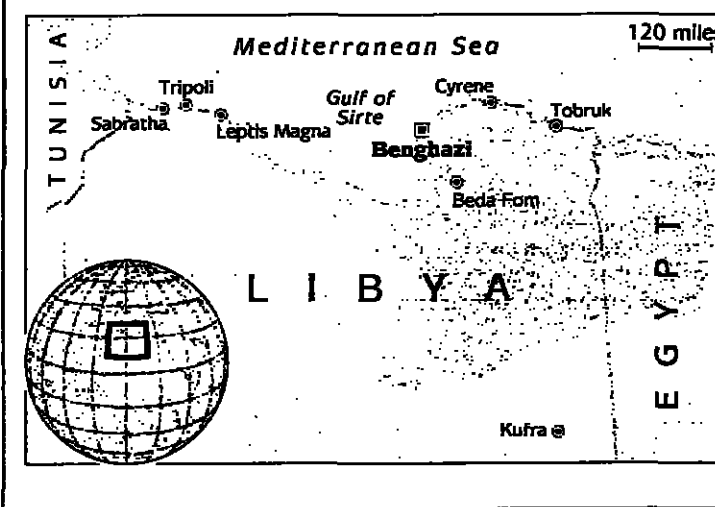 Mediterranean Sea
120 mile
TUNISIA
Tripoli
Sabratha
Leptis Magna
Gulf of
Sirte
Cyrene
Tobruk
Benghazi
Beda Fom
LIBYA
EGYPT
Kufra